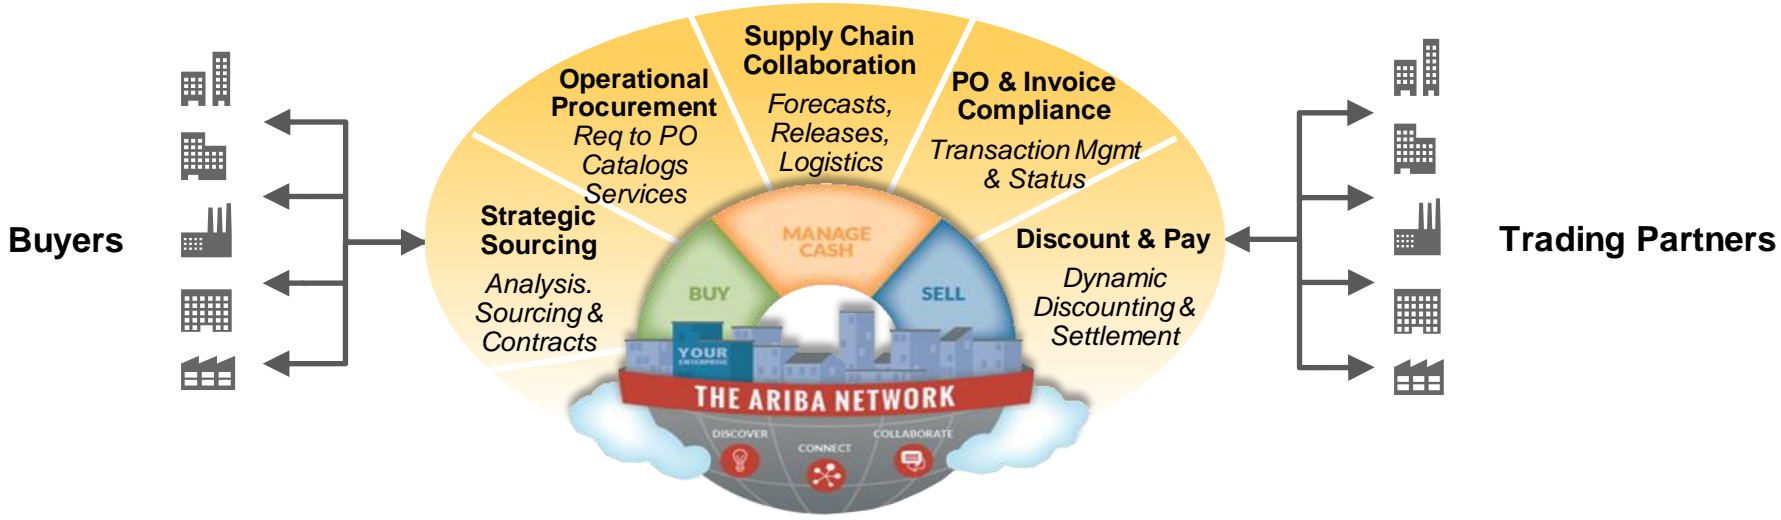 Buyers
Strategic
Sourcing
Analysis.
Sourcing &
Contracts
Operational
Procurement
Req to PO
Catalogs
Services
Supply Chain
Collaboration
Forecasts,
Releases,
Logistics
PO & Invoice
Compliance
Transaction Mgmt
& Status
Discount & Pay
Dynamic
Discounting &
Settlement
Trading Partners
BUY
MANAGE
CASH
SELL
YOUR
ENTERPRISE
THE ARIBA NETWORK
DISCOVER
CONNECT
COLLABORATE